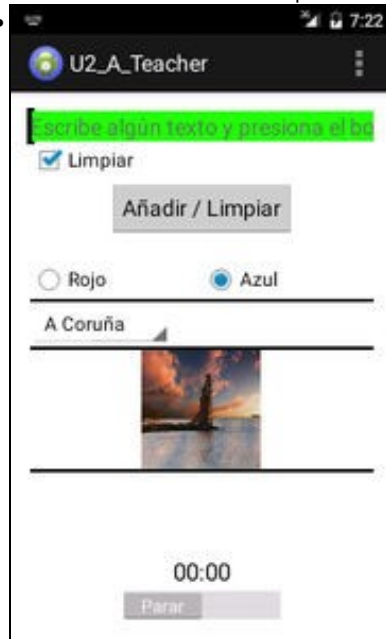 7:22
U2_A_Teacher
Escribe algún texto y presiona el bo
Limpiar
Añadir / Limpiar
Rojo Azul
A Coruña
00:00
Parar